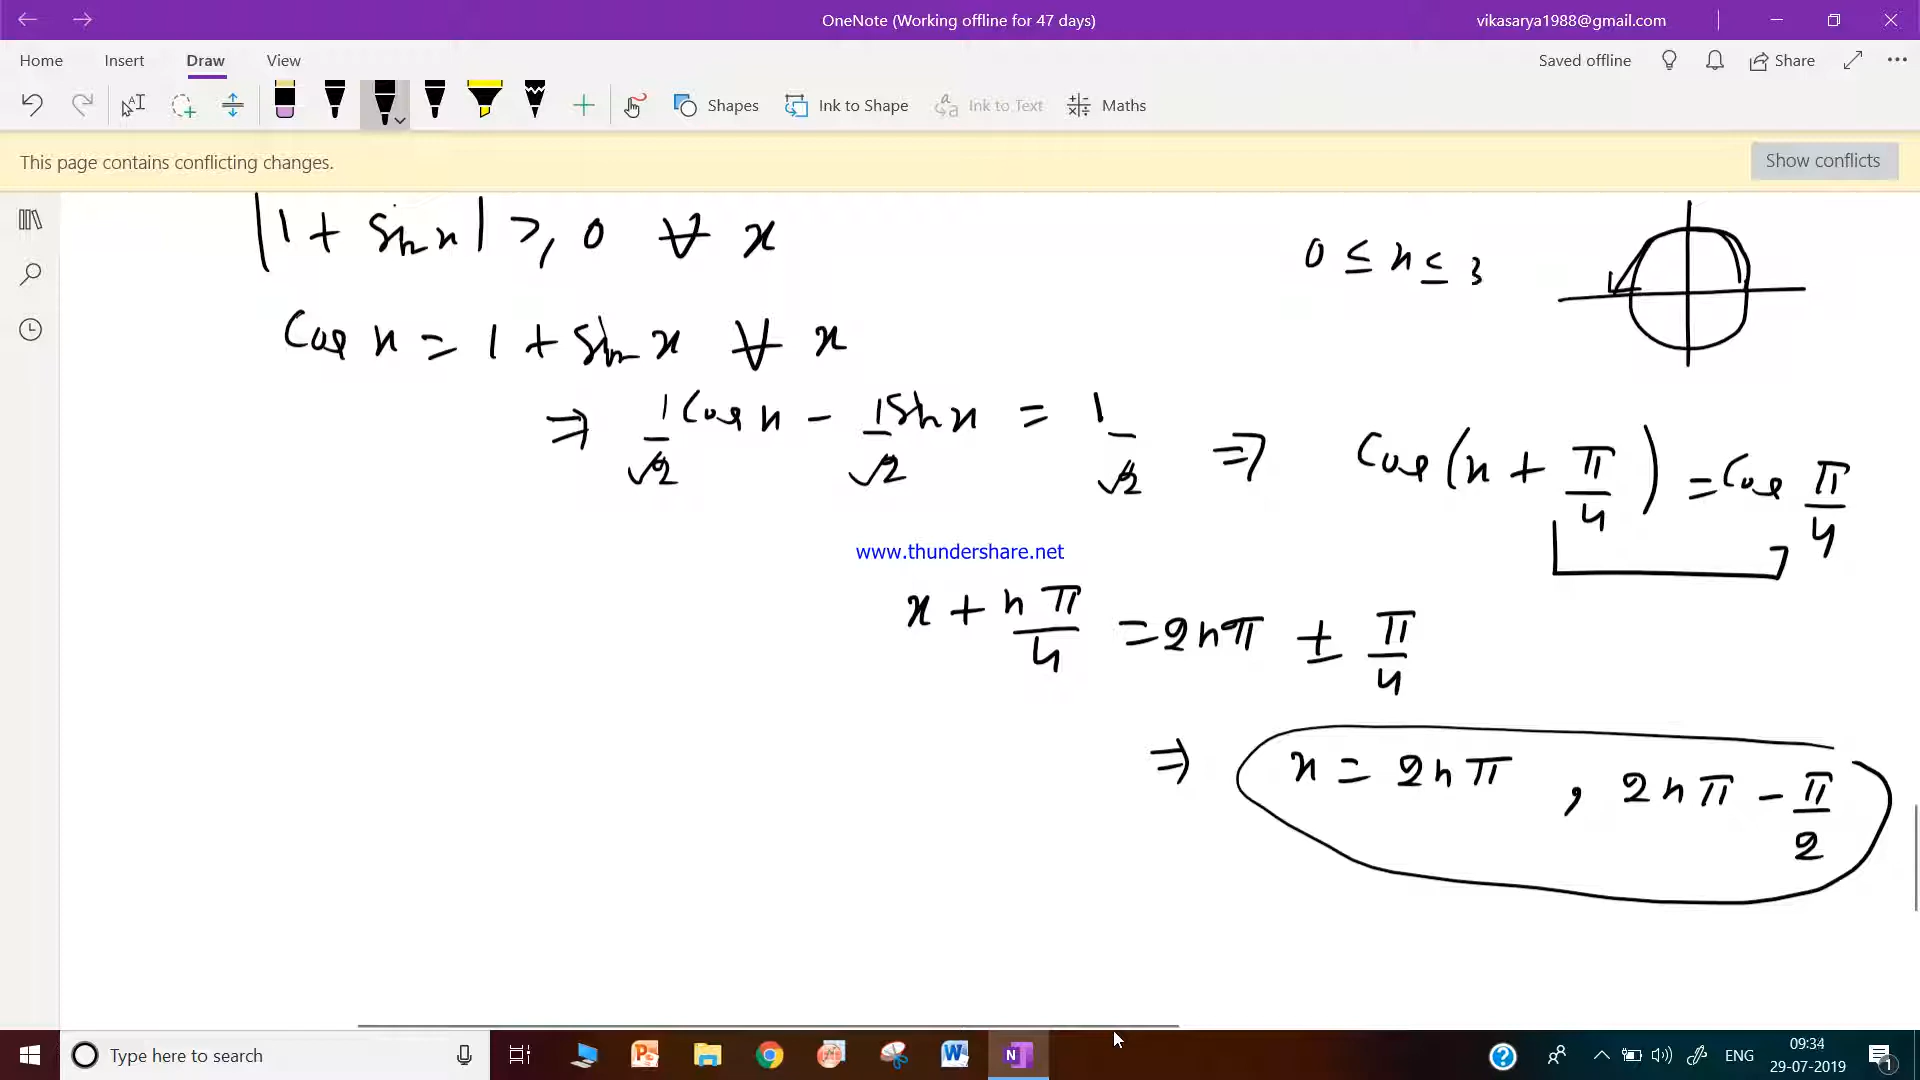 OneNote (Working offline for 47 days)
vikasarya1988@gmail.com
Home Insert Draw View
Saved offline
Share
Shapes Ink to Shape Ink to Text Maths
This page contains conflicting changes.
Show conflicts
|1 + sin x| ≥ 0 ∀ x
0 ≤ x ≤ 3
Cos x = 1 + sin x ∀ x
⇒ 1/√2 Cos x - 1/√2 sin x = 1/√2 ⇒ Cos(x + π/4) = Cos π/4
www.thundershare.net
x + nπ/4 = 2nπ ± π/4
⇒ x = 2nπ , 2nπ - π/2
Type here to search
ENG
09:34
29-07-2019
1